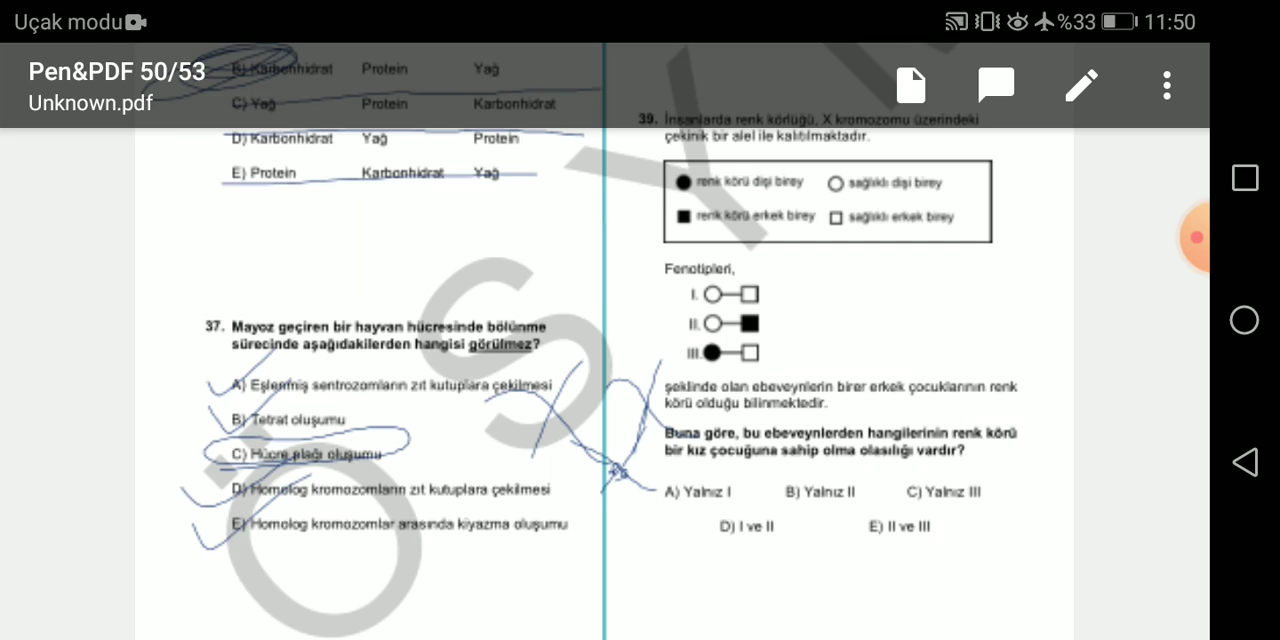 Uçak modu
%33
11:50
Pen&PDF 50/53
Unknown.pdf
B) Karbonhidrat Protein Yağ
C) Yağ Protein Karbonhidrat
D) Karbonhidrat Yağ Protein
E) Protein Karbonhidrat Yağ
37. Mayoz geçiren bir hayvan hücresinde bölünme
sürecinde aşağıdakilerden hangisi görülmez?
A) Eşlenmiş sentrozomların zıt kutuplara çekilmesi
B) Tetrat oluşumu
C) Hücre plağı oluşumu
D) Homolog kromozomların zıt kutuplara çekilmesi
E) Homolog kromozomlar arasında kiyazma oluşumu
39. İnsanlarda renk körlüğü, X kromozomu üzerindeki
çekinik bir alel ile kalıtılmaktadır.
renk körü dişi birey sağlıklı dişi birey
renk körü erkek birey sağlıklı erkek birey
Fenotipleri,
I.
II.
III.
şeklinde olan ebeveynlerin birer erkek çocuklarının renk
körü olduğu bilinmektedir.
Buna göre, bu ebeveynlerden hangilerinin renk körü
bir kız çocuğuna sahip olma olasılığı vardır?
A) Yalnız I B) Yalnız II C) Yalnız III
D) I ve II E) II ve III
ÖSY